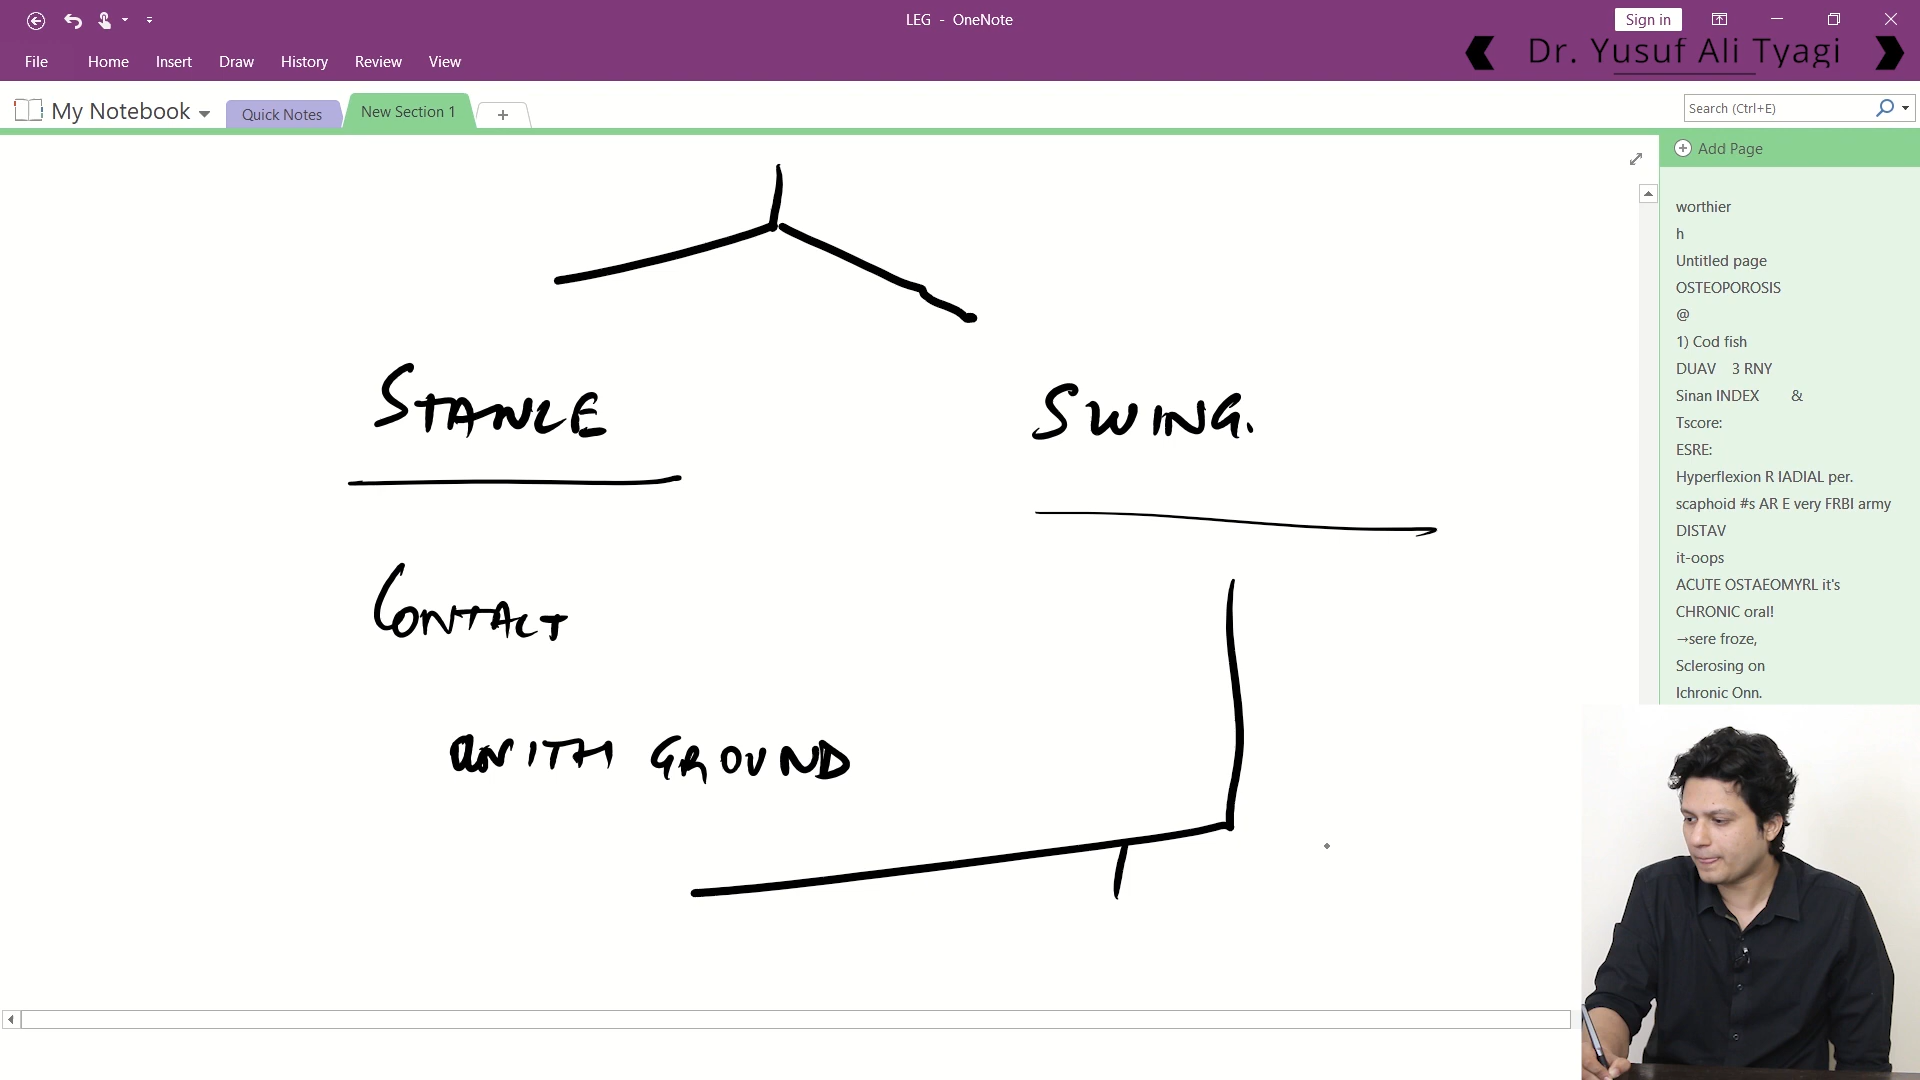 LEG - OneNote
Sign in
File Home Insert Draw History Review View
Dr. Yusuf Ali Tyagi
My Notebook Quick Notes New Section 1 +
Search (Ctrl+E)
Add Page
worthier
h
Untitled page
OSTEOPOROSIS
@
1) Cod fish
DUAV 3 RNY
Sinan INDEX &
Tscore:
ESRE:
Hyperflexion R IADIAL per.
scaphoid #s AR E very FRBI army
DISTAV
it-oops
ACUTE OSTAEOMYRL it's
CHRONIC oral!
→sere froze,
Sclerosing on
Ichronic Onn.
STANCE
SWING.
CONTACT
WITH GROUND